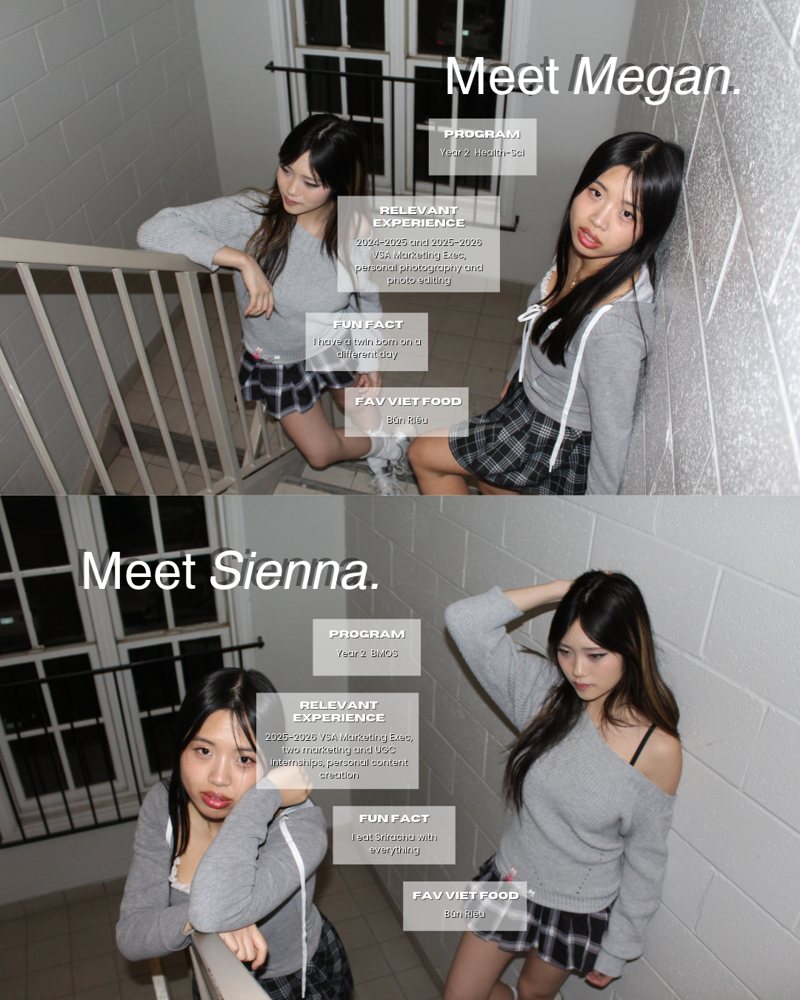 Meet Megan.
PROGRAM
Year 2 Health-Sci
RELEVANT
EXPERIENCE
2024-2025 and 2025-2026
VSA Marketing Exec,
personal photography and
photo editing
FUN FACT
I have a twin born on a
different day
FAV VIET FOOD
Bún Riêu
Meet Sienna.
PROGRAM
Year 2 BMOS
RELEVANT
EXPERIENCE
2025-2026 VSA Marketing Exec,
two marketing and UGC
internships, personal content
creation
FUN FACT
I eat Sriracha with
everything
FAV VIET FOOD
Bún Riêu